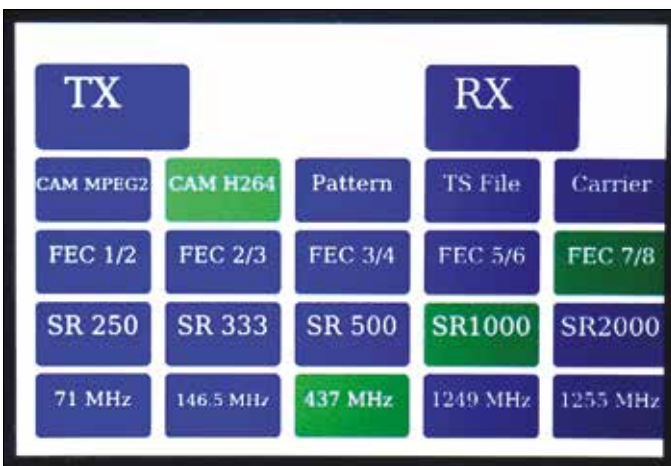 TX RX
CAM MPEG2 CAM H264 Pattern TS File Carrier
FEC 1/2 FEC 2/3 FEC 3/4 FEC 5/6 FEC 7/8
SR 250 SR 333 SR 500 SR1000 SR2000
71 MHz 146.5 MHz 437 MHz 1249 MHz 1255 MHz